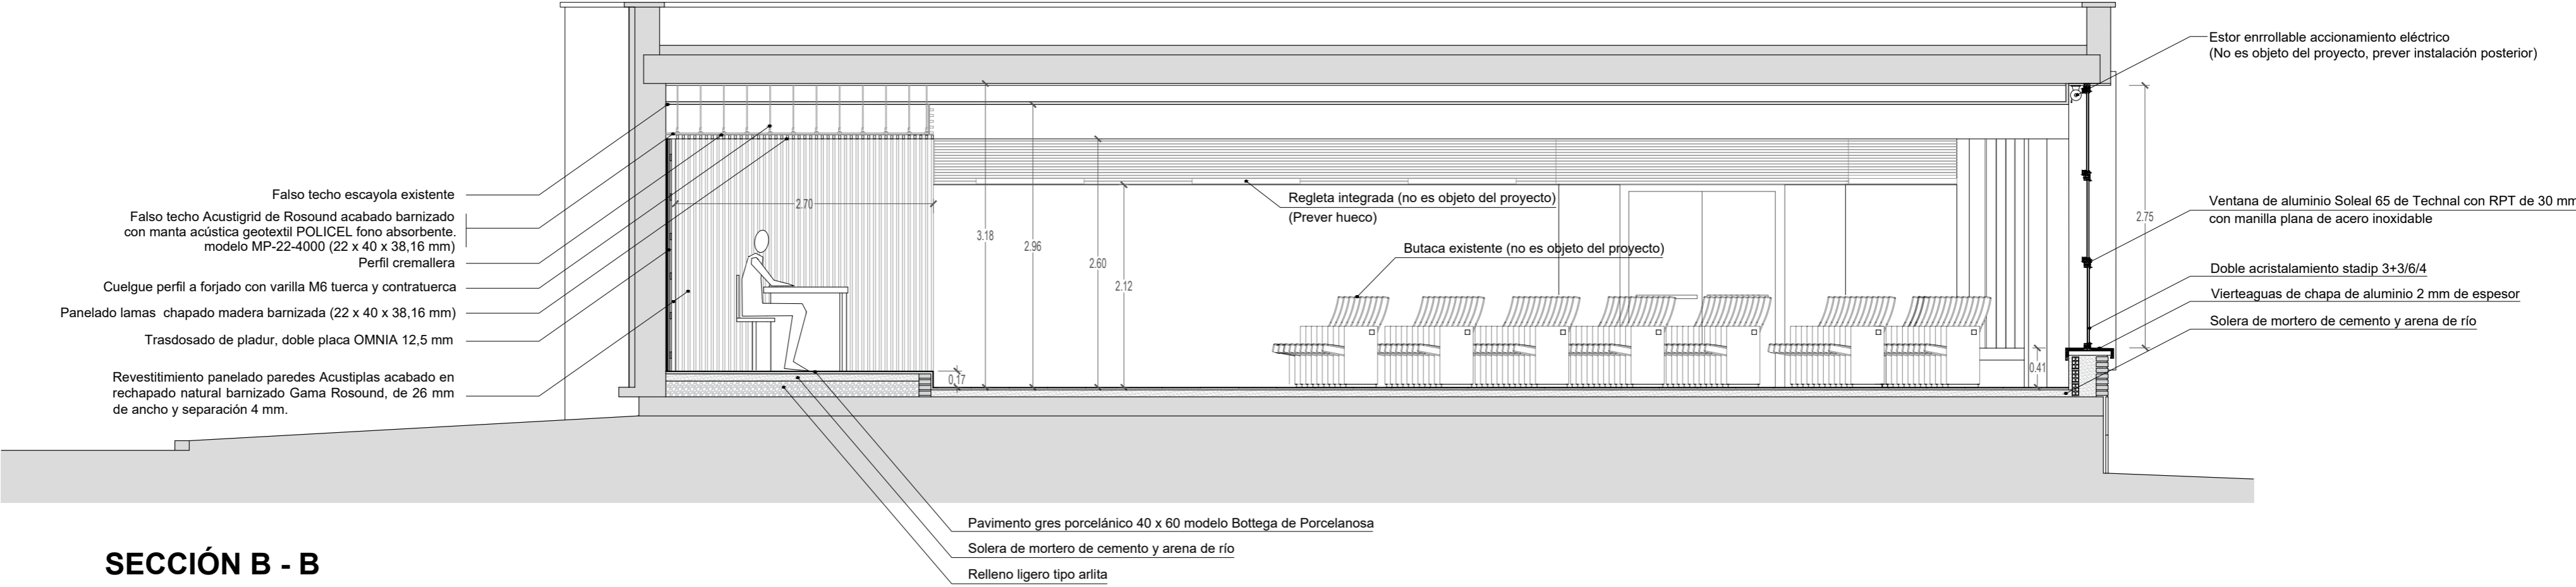 Estor enrrollable accionamiento eléctrico
(No es objeto del proyecto, prever instalación posterior)
Falso techo escayola existente
Falso techo Acustigrid de Rosound acabado barnizado
con manta acústica geotextil POLICEL fono absorbente.
modelo MP-22-4000 (22 x 40 x 38,16 mm)
Perfil cremallera
Cuelgue perfil a forjado con varilla M6 tuerca y contratuerca
Panelado lamas chapado madera barnizada (22 x 40 x 38,16 mm)
Trasdosado de pladur, doble placa OMNIA 12,5 mm
Revestitimiento panelado paredes Acustiplas acabado en
rechapado natural barnizado Gama Rosound, de 26 mm
de ancho y separación 4 mm.
2.70
3.18
2.96
2.60
2.12
0.17
Regleta integrada (no es objeto del proyecto)
(Prever hueco)
Butaca existente (no es objeto del proyecto)
0.41
2.75
Ventana de aluminio Soleal 65 de Technal con RPT de 30 mm
con manilla plana de acero inoxidable
Doble acristalamiento stadip 3+3/6/4
Vierteaguas de chapa de aluminio 2 mm de espesor
Solera de mortero de cemento y arena de río
Pavimento gres porcelánico 40 x 60 modelo Bottega de Porcelanosa
Solera de mortero de cemento y arena de río
Relleno ligero tipo arlita
SECCIÓN B - B